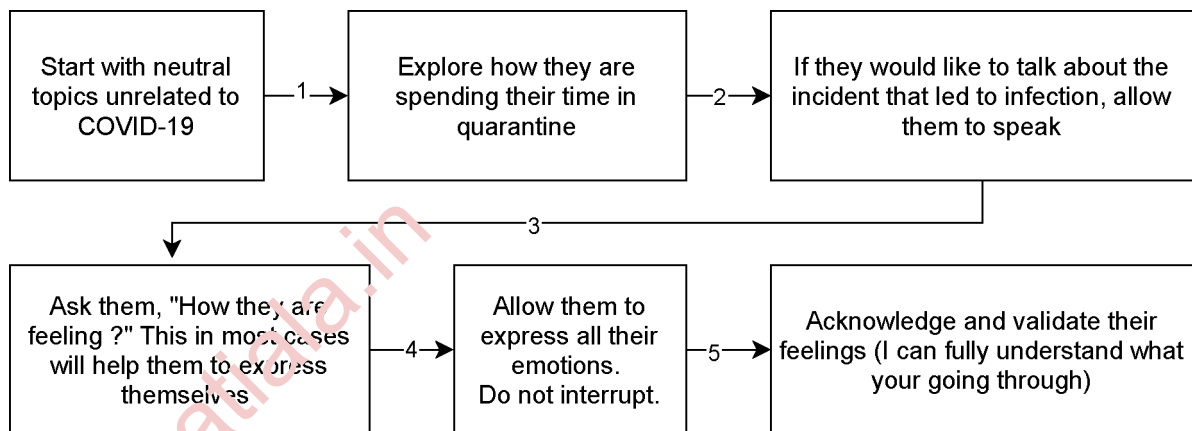 Start with neutral
topics unrelated to
COVID-19
1
Explore how they are
spending their time in
quarantine
2
If they would like to talk about the
incident that led to infection, allow
them to speak
3
Ask them, "How they are
feeling ?" This in most cases
will help them to express
themselves
4
Allow them to
express all their
emotions.
Do not interrupt.
5
Acknowledge and validate their
feelings (I can fully understand what
your going through)
atiala.in